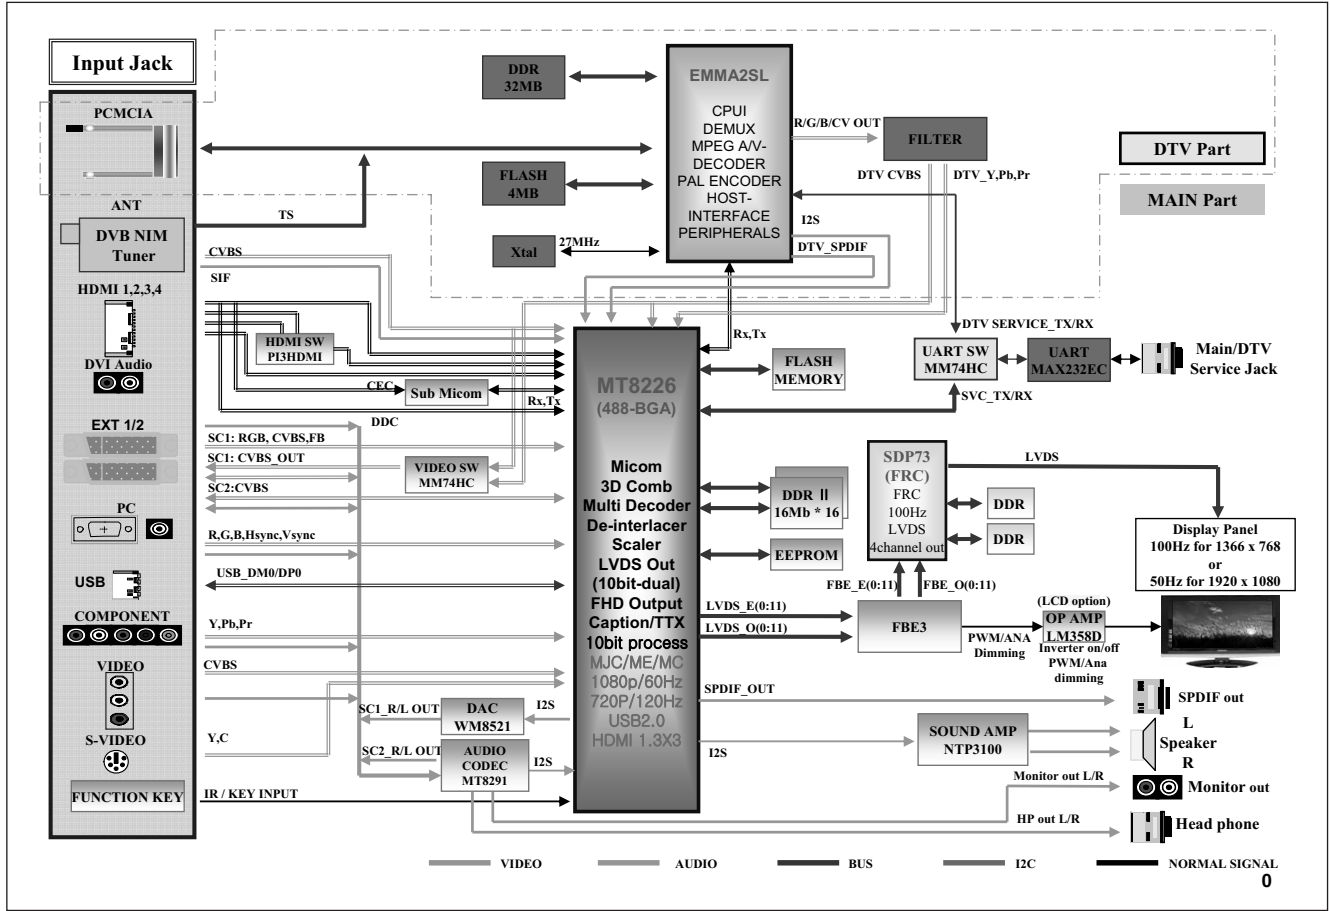 Input Jack
PCMCIA
ANT
DVB NIM
Tuner
HDMI 1,2,3,4
DVI Audio
EXT 1/2
PC
USB
COMPONENT
VIDEO
S-VIDEO
FUNCTION KEY
DDR
32MB
FLASH
4MB
Xtal
27MHz
TS
CVBS
SIF
EMMA2SL
CPUI
DEMUX
MPEG A/V-
DECODER
PAL ENCODER
HOST-
INTERFACE
PERIPHERALS
R/G/B/CV OUT
FILTER
DTV CVBS
DTV_Y,Pb,Pr
I2S
DTV_SPDIF
DTV Part
MAIN Part
HDMI SW
PI3HDMI
CEC
Sub Micom
Rx,Tx
DDC
SC1: RGB, CVBS,FB
SC1: CVBS_OUT
SC2:CVBS
VIDEO SW
MM74HC
R,G,B,Hsync,Vsync
USB_DM0/DP0
Y,Pb,Pr
CVBS
Y,C
SC1_R/L OUT
DAC
WM8521
I2S
SC2_R/L OUT
AUDIO
CODEC
MT8291
I2S
IR / KEY INPUT
MT8226
(488-BGA)
Micom
3D Comb
Multi Decoder
De-interlacer
Scaler
LVDS Out
(10bit-dual)
FHD Output
Caption/TTX
10bit process
MJC/ME/MC
1080p/60Hz
720P/120Hz
USB2.0
HDMI 1.3X3
Rx,Tx
FLASH
MEMORY
DTV SERVICE_TX/RX
UART SW
MM74HC
UART
MAX232EC
Main/DTV
Service Jack
SVC_TX/RX
DDR II
16Mb * 16
EEPROM
SDP73
(FRC)
FRC
100Hz
LVDS
4channel out
LVDS
DDR
DDR
Display Panel
100Hz for 1366 x 768
or
50Hz for 1920 x 1080
FBE_E(0:11)
FBE_O(0:11)
LVDS_E(0:11)
LVDS_O(0:11)
FBE3
PWM/ANA
Dimming
(LCD option)
OP AMP
LM358D
Inverter on/off
PWM/Ana
dimming
SPDIF_OUT
SPDIF out
I2S
SOUND AMP
NTP3100
L
Speaker
R
Monitor out L/R
Monitor out
HP out L/R
Head phone
VIDEO
AUDIO
BUS
I2C
NORMAL SIGNAL
0